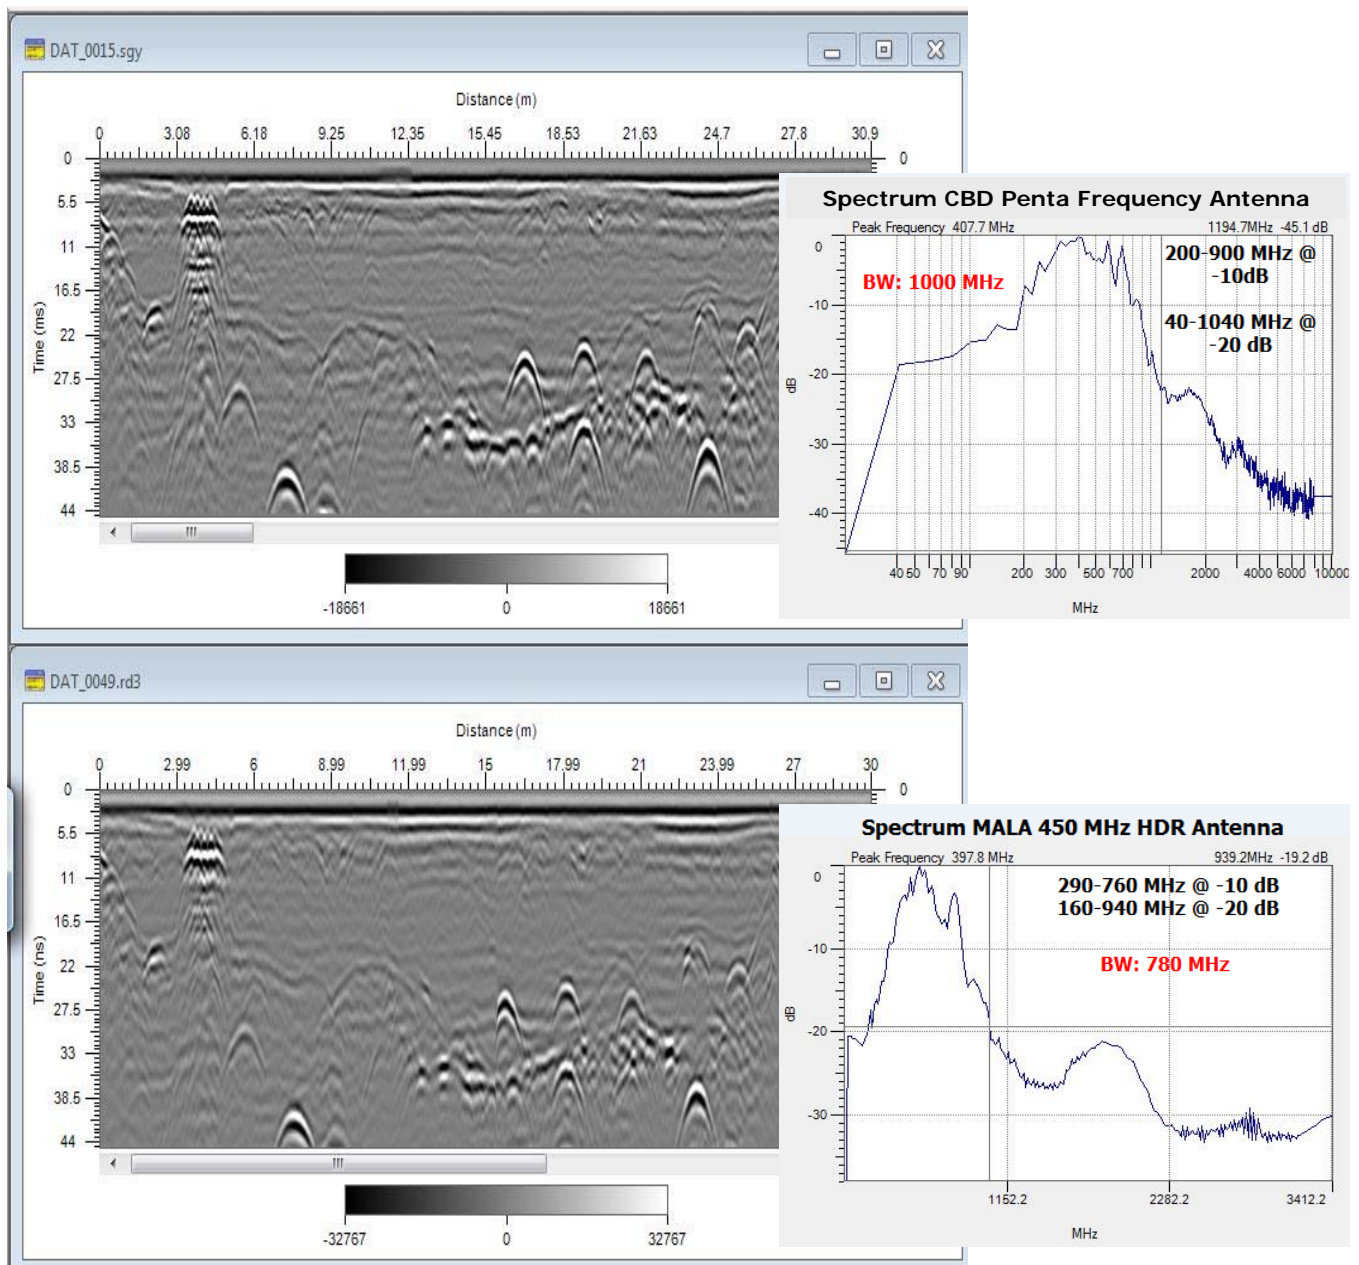 DAT_0015.sgy
Distance (m)
0 3.08 6.18 9.25 12.35 15.45 18.53 21.63 24.7 27.8 30.9
0 0
5.5
11
16.5
22
27.5
33
38.5
44
Time (ms)
-18661 0 18661
Spectrum CBD Penta Frequency Antenna
Peak Frequency 407.7 MHz 1194.7MHz -45.1 dB
BW: 1000 MHz
200-900 MHz @
-10dB
40-1040 MHz @
-20 dB
0
-10
-20
-30
-40
dB
40 50 70 90 200 300 500 700 2000 4000 6000 10000
MHz
DAT_0049.rd3
Distance (m)
0 2.99 6 8.99 11.99 15 17.99 21 23.99 27 30
0 0
5.5
11
16.5
22
27.5
33
38.5
44
Time (ns)
-32767 0 32767
Spectrum MALA 450 MHz HDR Antenna
Peak Frequency 397.8 MHz 939.2MHz -19.2 dB
290-760 MHz @ -10 dB
160-940 MHz @ -20 dB
BW: 780 MHz
0
-10
-20
-30
dB
1152.2 2282.2 3412.2
MHz